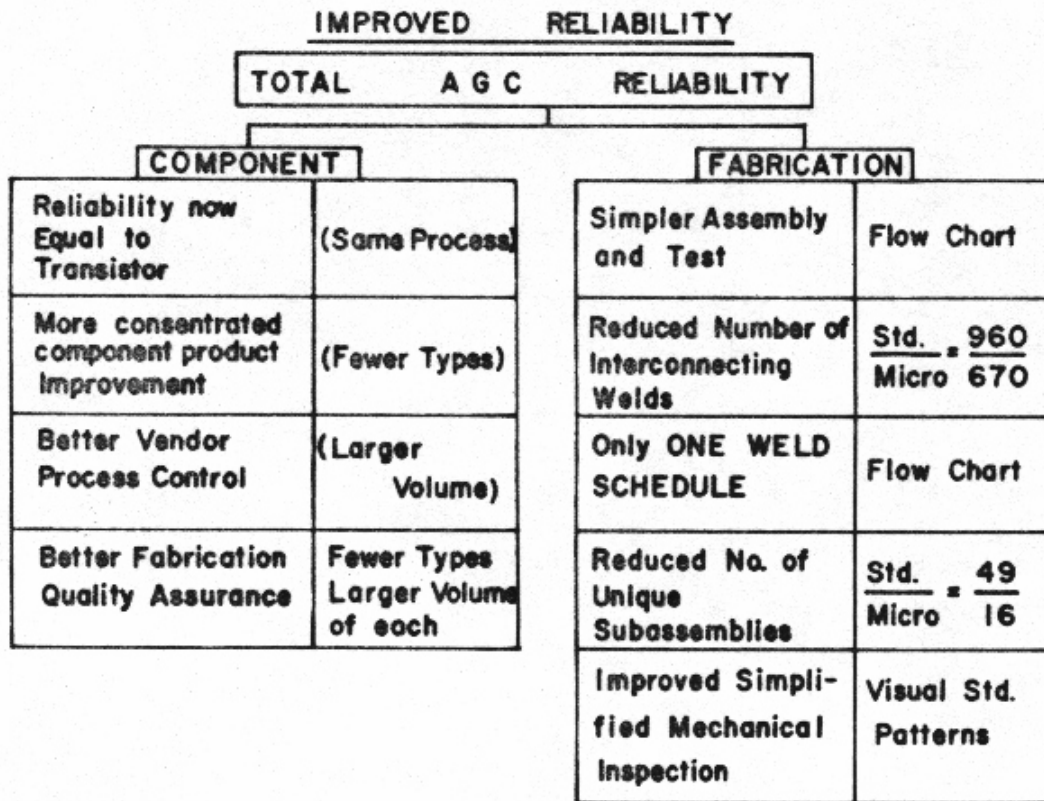 IMPROVED RELIABILITY
TOTAL AGC RELIABILITY
COMPONENT
Reliability now
Equal to
Transistor
(Same Process)
More consentrated
component product
Improvement
(Fewer Types)
Better Vendor
Process Control
(Larger
Volume)
Better Fabrication
Quality Assurance
Fewer Types
Larger Volume
of each
FABRICATION
Simpler Assembly
and Test
Flow Chart
Reduced Number of
Interconnecting
Welds
Std. = 960
Micro 670
Only ONE WELD
SCHEDULE
Flow Chart
Reduced No. of
Unique
Subassemblies
Std. = 49
Micro 16
Improved Simpli-
fied Mechanical
Inspection
Visual Std.
Patterns